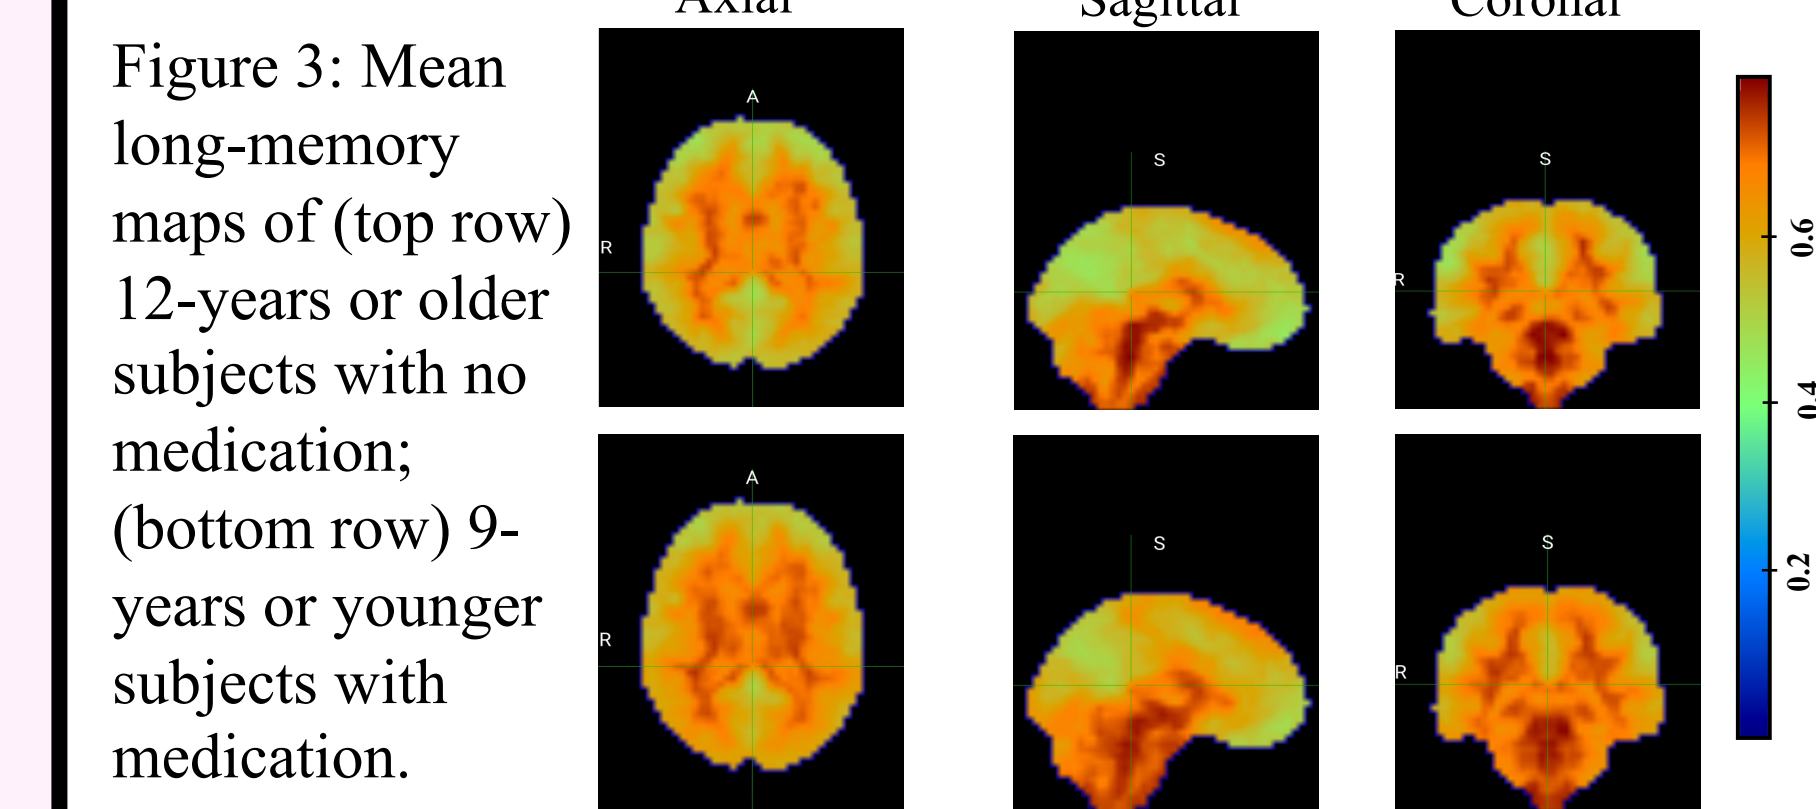 Axial Sagittal Coronal
Figure 3: Mean
long-memory
maps of (top row)
12-years or older
subjects with no
medication;
(bottom row) 9-
years or younger
subjects with
medication.
A
R
S
S
R
A
R
S
S
R
0.6
0.4
0.2